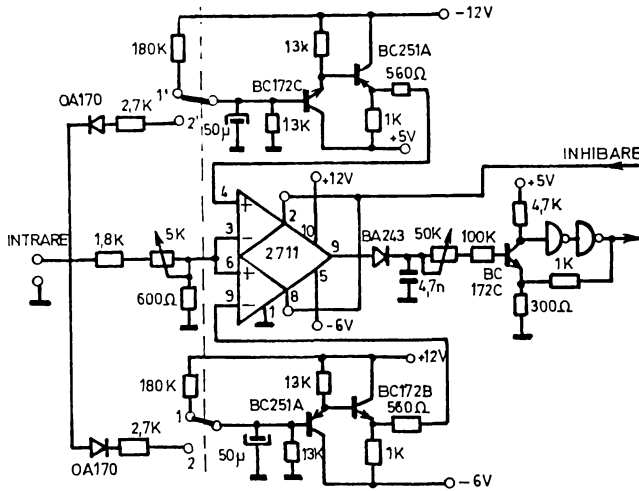 -12V
180K
13k
BC251A
560Ω
BC172C
1'
OA170
2,7K
2'
50µ
13K
1K
+5V
INHIBARE
4
+12V
+5V
2
4,7K
3
10
5K
BA243
50K
100K
INTRARE
1,8K
6
2711
9
BC
172C
1K
9
5
4,7n
600Ω
8
1
300Ω
-6V
+12V
180K
13K
BC172B
BC251A
560Ω
1
2,7K
2
50µ
13K
1K
OA170
-6V